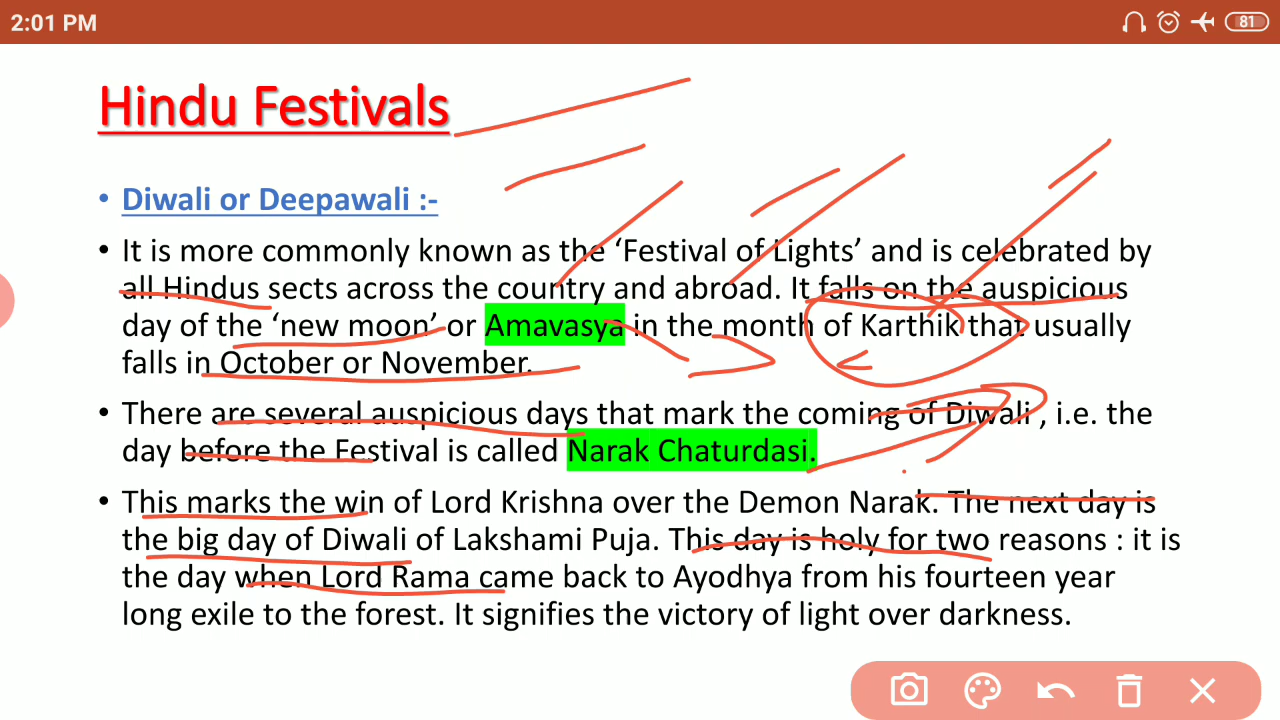 2:01 PM
81
Hindu Festivals
• Diwali or Deepawali :-
• It is more commonly known as the ‘Festival of Lights’ and is celebrated by
all Hindus sects across the country and abroad. It falls on the auspicious
day of the ‘new moon’ or Amavasya in the month of Karthik that usually
falls in October or November.
• There are several auspicious days that mark the coming of Diwali , i.e. the
day before the Festival is called Narak Chaturdasi.
• This marks the win of Lord Krishna over the Demon Narak. The next day is
the big day of Diwali of Lakshami Puja. This day is holy for two reasons : it is
the day when Lord Rama came back to Ayodhya from his fourteen year
long exile to the forest. It signifies the victory of light over darkness.